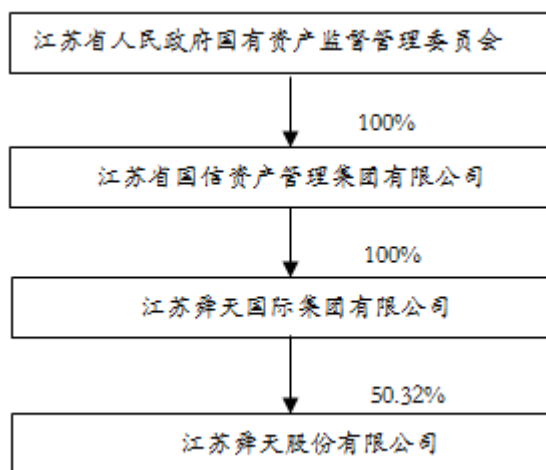 江苏省人民政府国有资产监督管理委员会
100%
江苏省国信资产管理集团有限公司
100%
江苏舜天国际集团有限公司
50.32%
江苏舜天股份有限公司